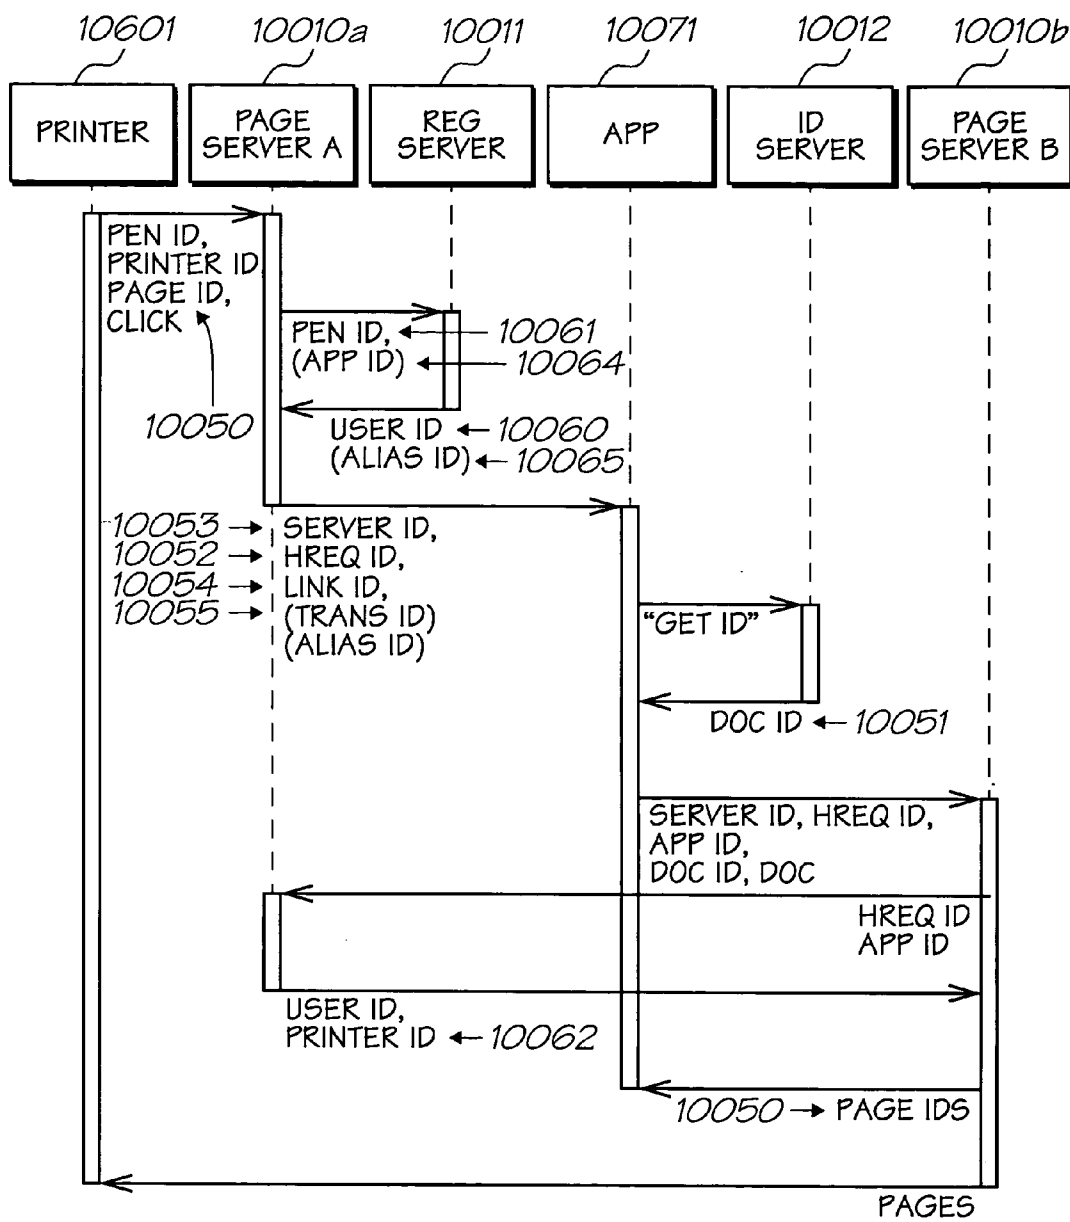 10601 10010a 10011 10071 10012 10010b
PRINTER
PAGE
SERVER A
REG
SERVER
APP
ID
SERVER
PAGE
SERVER B
PEN ID,
PRINTER ID
PAGE ID,
CLICK
10050
PEN ID, 10061
(APP ID) 10064
USER ID 10060
(ALIAS ID) 10065
10053 SERVER ID,
10052 HREQ ID,
10054 LINK ID,
10055 (TRANS ID)
(ALIAS ID)
“GET ID”
DOC ID 10051
SERVER ID, HREQ ID,
APP ID,
DOC ID, DOC
HREQ ID
APP ID
USER ID,
PRINTER ID 10062
10050 PAGE IDS
PAGES